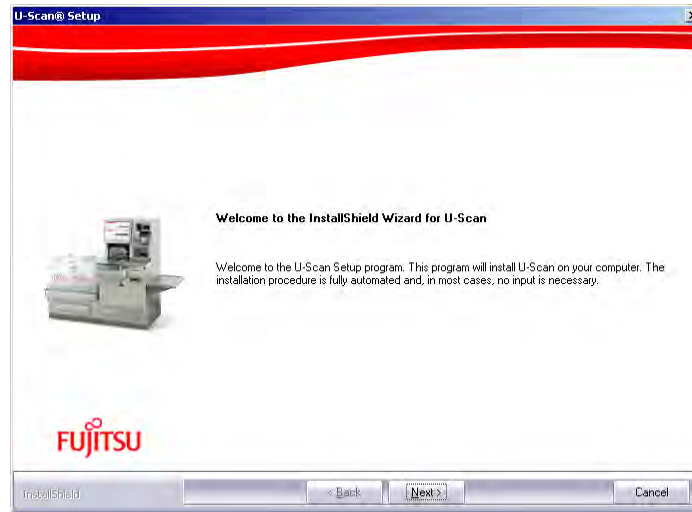 U-Scan® Setup
Welcome to the InstallShield Wizard for U-Scan
Welcome to the U-Scan Setup program. This program will install U-Scan on your computer. The
installation procedure is fully automated and, in most cases, no input is necessary.
FUJITSU
InstallShield
< Back
Next >
Cancel